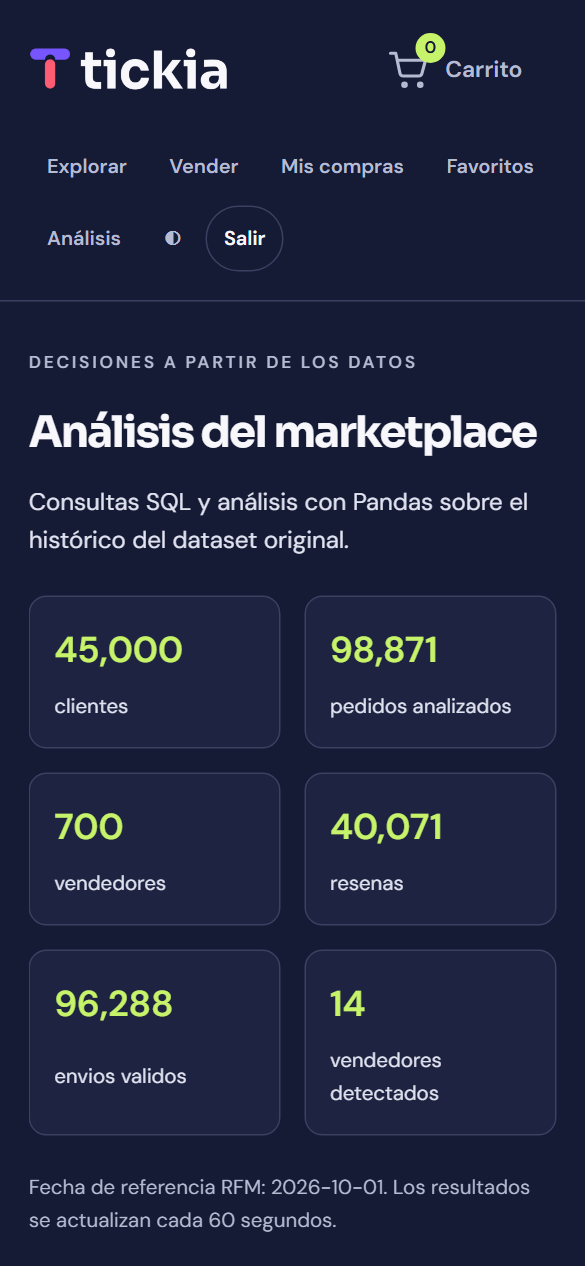 tickia
0
Carrito
Explorar Vender Mis compras Favoritos
Análisis Salir
DECISIONES A PARTIR DE LOS DATOS
Análisis del marketplace
Consultas SQL y análisis con Pandas sobre el
histórico del dataset original.
45,000
clientes
98,871
pedidos analizados
700
vendedores
40,071
resenas
96,288
envios validos
14
vendedores
detectados
Fecha de referencia RFM: 2026-10-01. Los resultados
se actualizan cada 60 segundos.